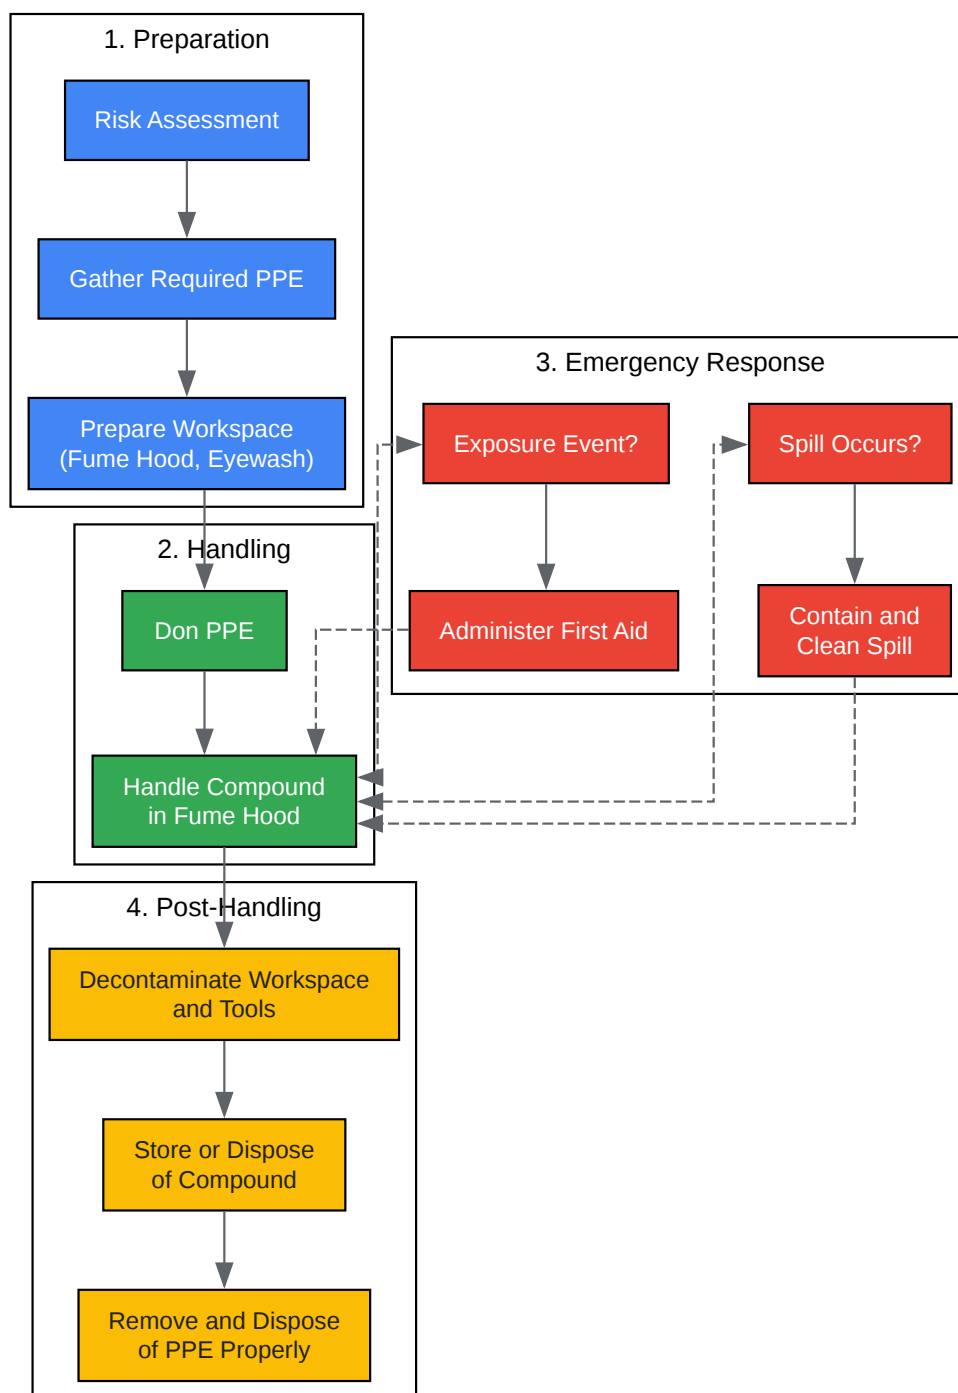 1. Preparation
Risk Assessment
Gather Required PPE
Prepare Workspace
(Fume Hood, Eyewash)
3. Emergency Response
Exposure Event?
Spill Occurs?
Administer First Aid
Contain and
Clean Spill
2. Handling
Don PPE
Handle Compound
in Fume Hood
4. Post-Handling
Decontaminate Workspace
and Tools
Store or Dispose
of Compound
Remove and Dispose
of PPE Properly